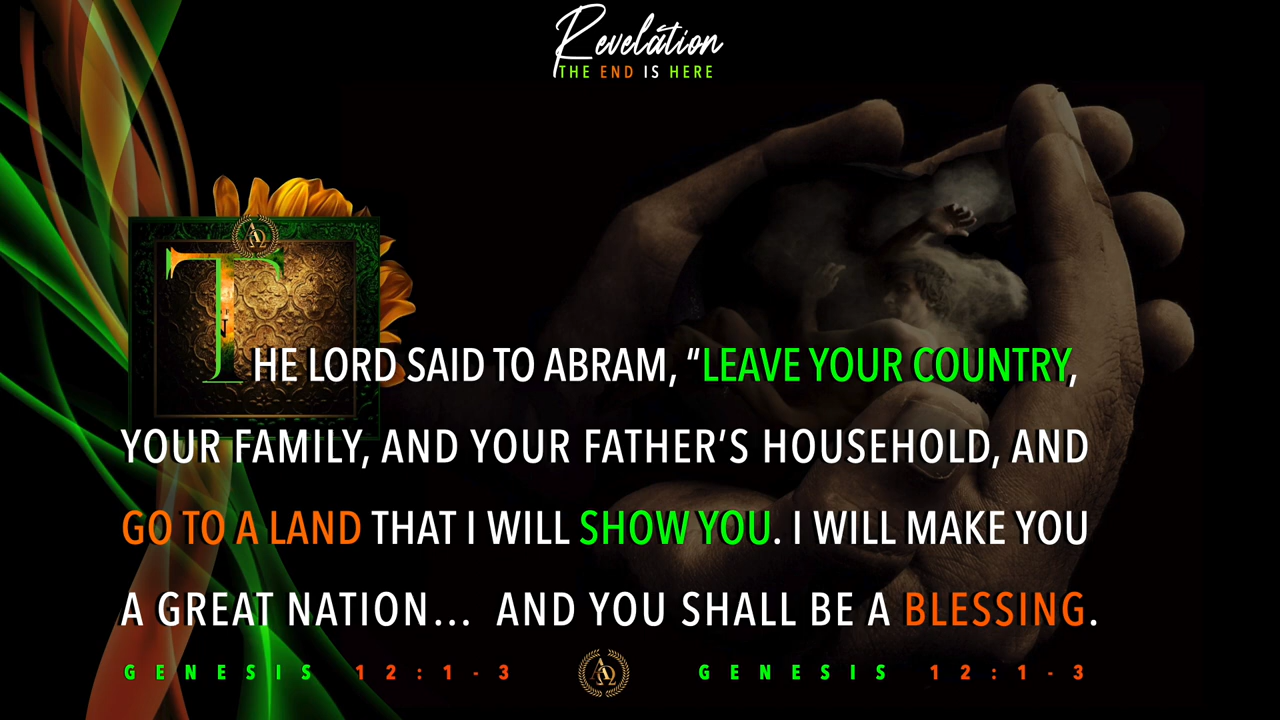 Revelation
THE END IS HERE
THE LORD SAID TO ABRAM, “LEAVE YOUR COUNTRY,
YOUR FAMILY, AND YOUR FATHER’S HOUSEHOLD, AND
GO TO A LAND THAT I WILL SHOW YOU. I WILL MAKE YOU
A GREAT NATION... AND YOU SHALL BE A BLESSING.
GENESIS 12:1-3 ΑΩ GENESIS 12:1-3